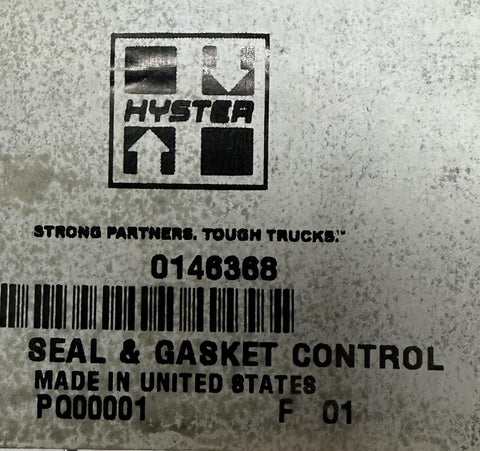 HYSTER
STRONG PARTNERS. TOUGH TRUCKS.™
0146368
SEAL & GASKET CONTROL
MADE IN UNITED STATES
PQ00001 F 01